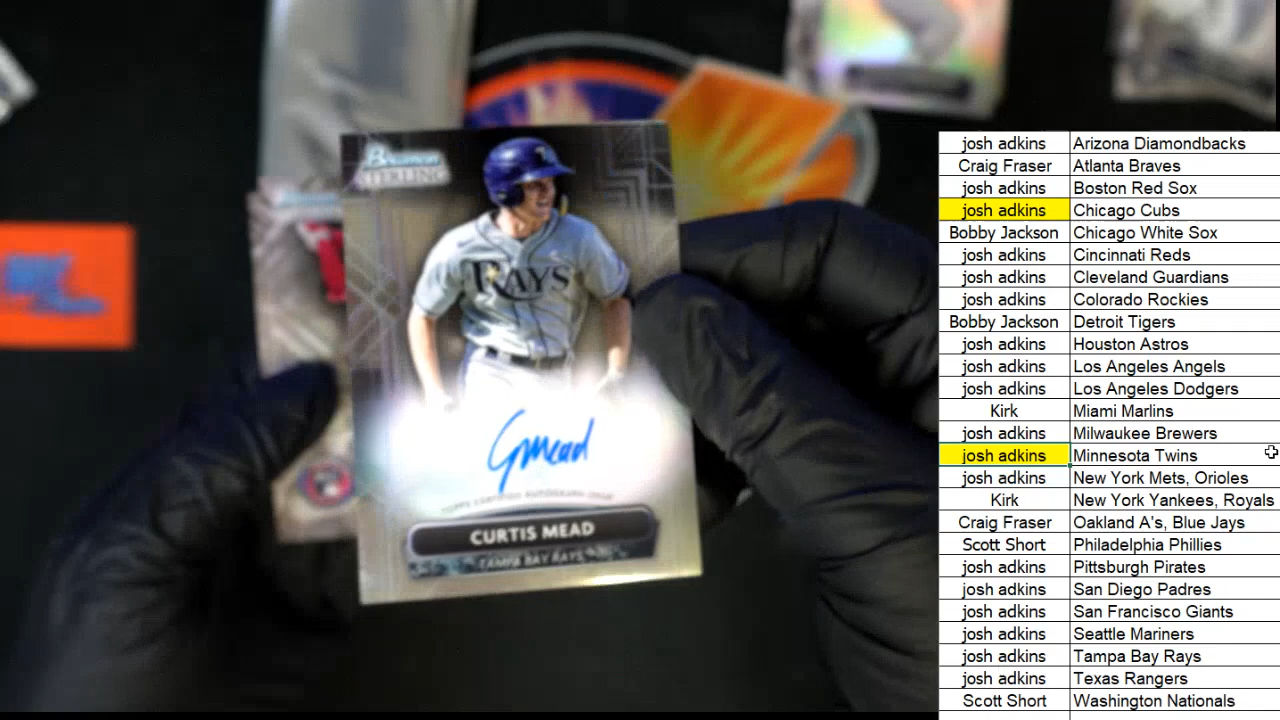 Bowman
STERLING
RAYS
GMead
TOPPS CERTIFIED AUTOGRAPH ISSUE
CURTIS MEAD
TAMPA BAY RAYS
josh adkins Arizona Diamondbacks
Craig Fraser Atlanta Braves
josh adkins Boston Red Sox
josh adkins Chicago Cubs
Bobby Jackson Chicago White Sox
josh adkins Cincinnati Reds
josh adkins Cleveland Guardians
josh adkins Colorado Rockies
Bobby Jackson Detroit Tigers
josh adkins Houston Astros
josh adkins Los Angeles Angels
josh adkins Los Angeles Dodgers
Kirk Miami Marlins
josh adkins Milwaukee Brewers
josh adkins Minnesota Twins
josh adkins New York Mets, Orioles
Kirk New York Yankees, Royals
Craig Fraser Oakland A's, Blue Jays
Scott Short Philadelphia Phillies
josh adkins Pittsburgh Pirates
josh adkins San Diego Padres
josh adkins San Francisco Giants
josh adkins Seattle Mariners
josh adkins Tampa Bay Rays
josh adkins Texas Rangers
Scott Short Washington Nationals